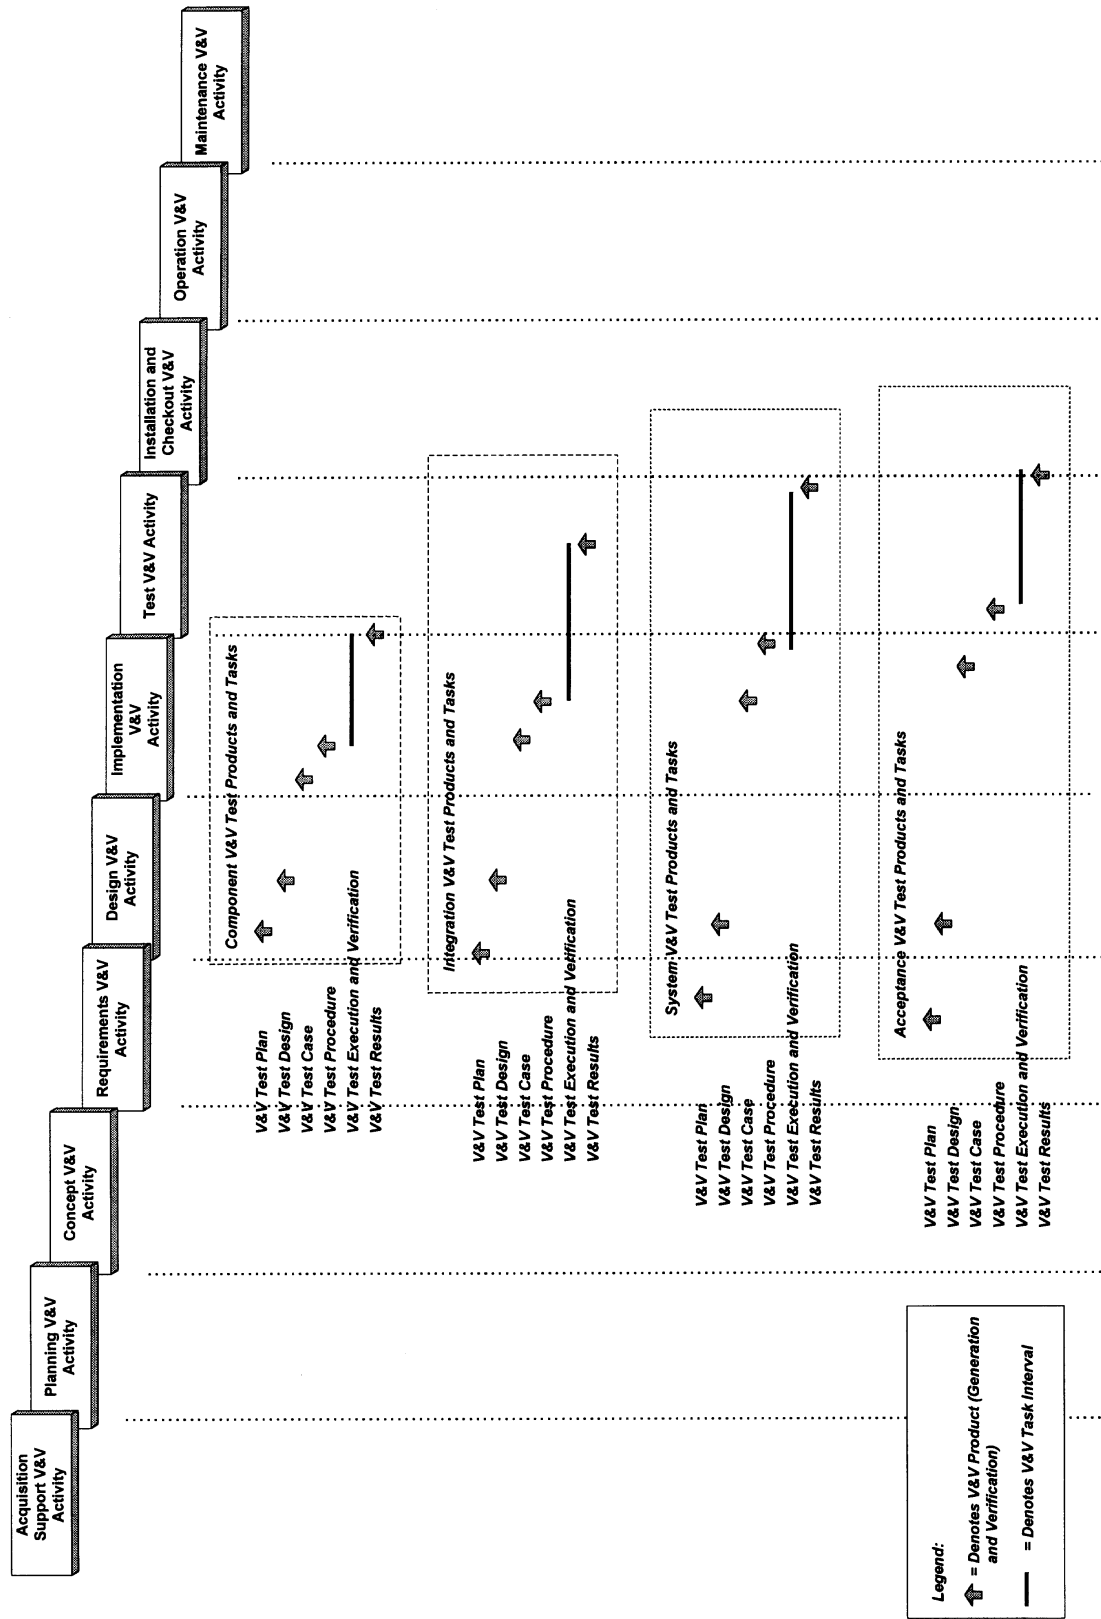 Acquisition
Support V&V
Activity
Planning V&V
Activity
Concept V&V
Activity
Requirements V&V
Activity
Design V&V
Activity
Implementation
V&V
Activity
Test V&V Activity
Installation and
Checkout V&V
Activity
Operation V&V
Activity
Maintenance V&V
Activity
Component V&V Test Products and Tasks
V&V Test Plan
V&V Test Design
V&V Test Case
V&V Test Procedure
V&V Test Execution and Verification
V&V Test Results
Integration V&V Test Products and Tasks
V&V Test Plan
V&V Test Design
V&V Test Case
V&V Test Procedure
V&V Test Execution and Verification
V&V Test Results
System V&V Test Products and Tasks
V&V Test Plan
V&V Test Design
V&V Test Case
V&V Test Procedure
V&V Test Execution and Verification
V&V Test Results
Acceptance V&V Test Products and Tasks
V&V Test Plan
V&V Test Design
V&V Test Case
V&V Test Procedure
V&V Test Execution and Verification
V&V Test Results
Legend:
= Denotes V&V Product (Generation
and Verification)
= Denotes V&V Task Interval